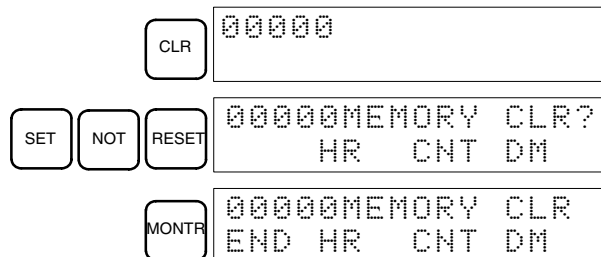 CLR
00000
SET NOT RESET
00000MEMORY CLR?
HR CNT DM
MONTR
00000MEMORY CLR
END HR CNT DM